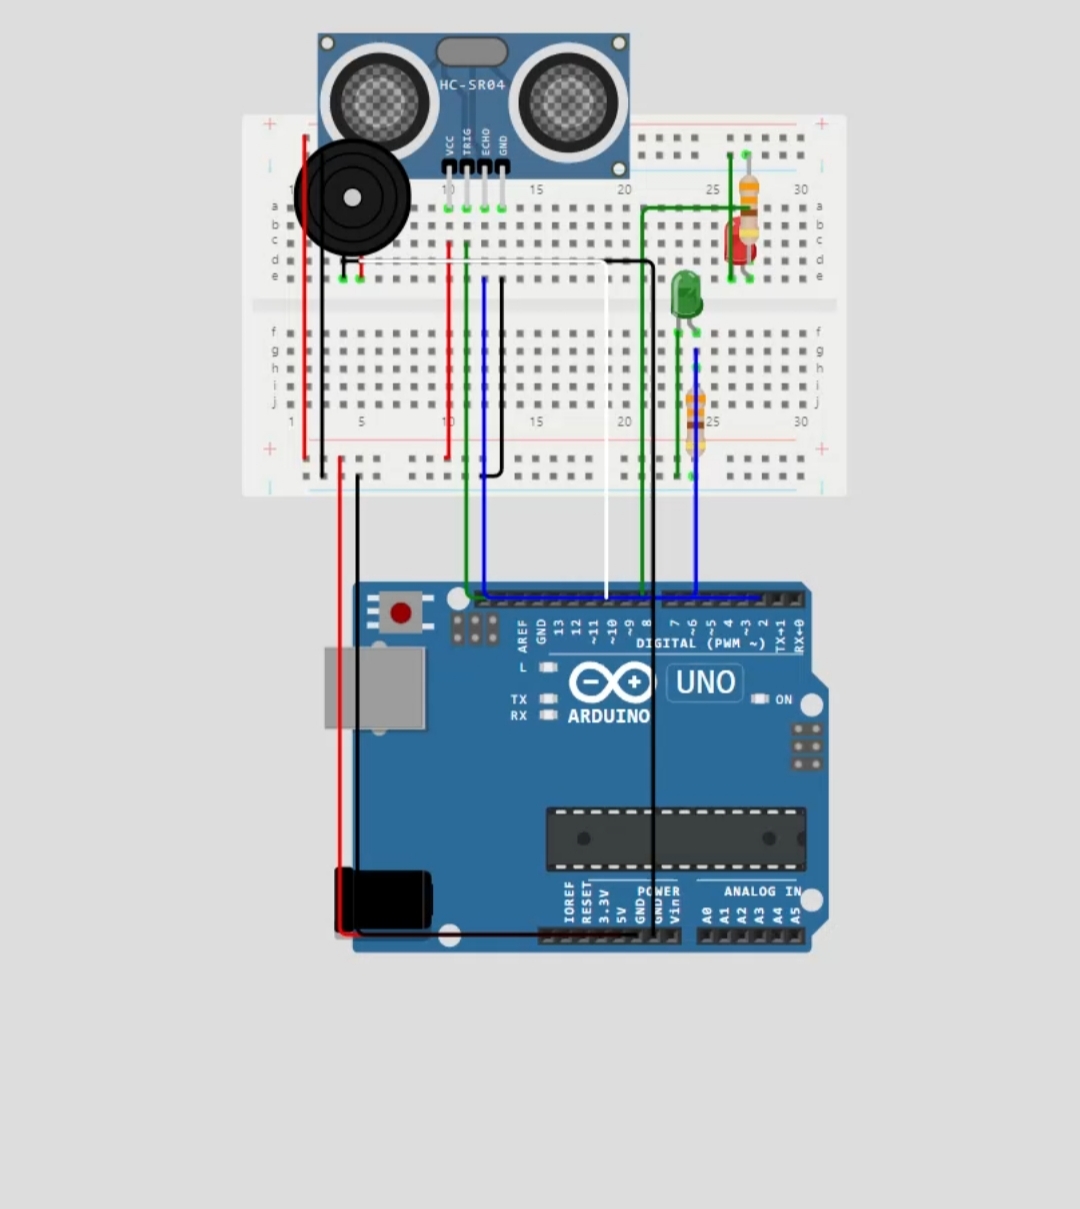 HC-SR04
VCC
TRIG
ECHO
GND
+ +
10 15 20 25 30
a a
b b
c c
d d
e e
f f
g g
h h
i i
j j
1 5 10 15 20 25 30
+ +
AREF
GND
13
12
~11
~10
~9
8
7
~6
~5
4
~3
2
TX→1
RX←0
DIGITAL (PWM ~)
L
TX
RX
UNO
ON
ARDUINO
POWER
ANALOG IN
IOREF
RESET
3.3V
5V
GND
GND
Vin
A0
A1
A2
A3
A4
A5